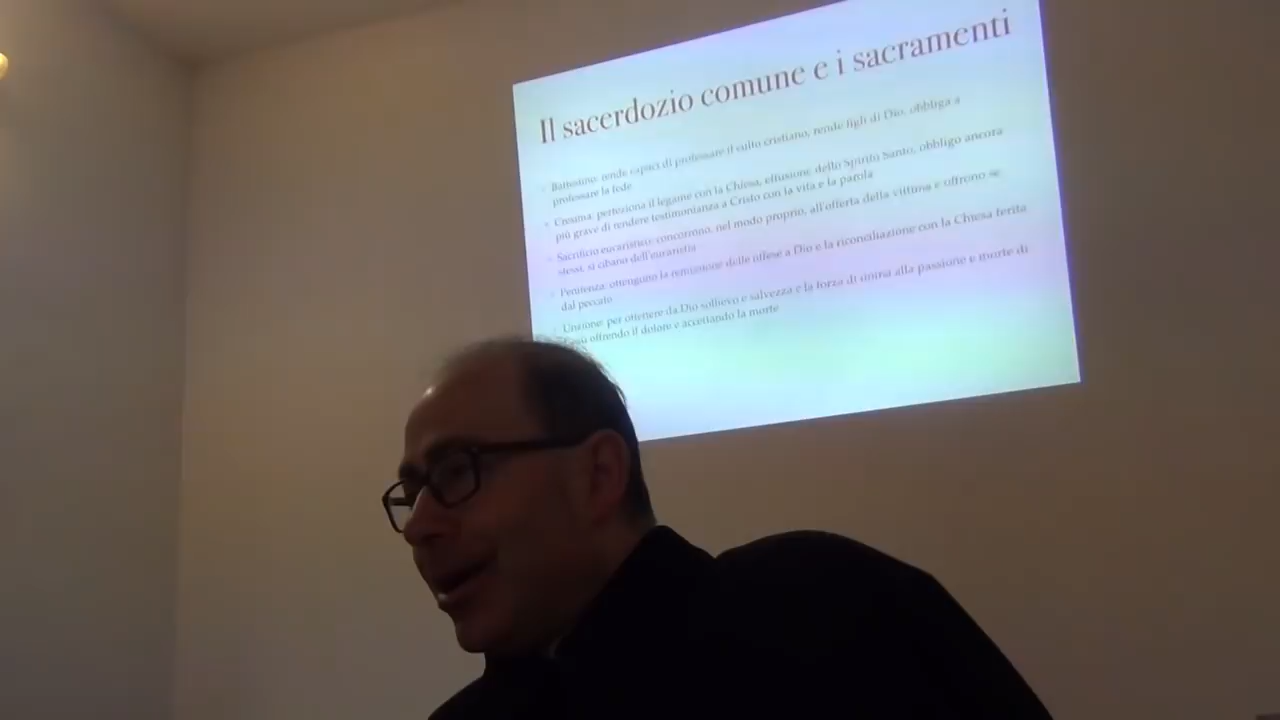 Il sacerdozio comune e i sacramenti
Battesimo: rende capaci di professare il culto cristiano, rende figli di Dio, obbliga a
professare la fede
Cresima: perfeziona il legame con la Chiesa, effusione dello Spirito Santo, obbligo ancora
più grave di rendere testimonianza a Cristo con la vita e la parola
Sacrificio eucaristico: concorrono, nel modo proprio, all'offerta della vittima e offrono se
stessi, si cibano dell'eucaristia
Penitenza: ottengono la remissione delle offese a Dio e la riconciliazione con la Chiesa ferita
dal peccato
Unzione: per ottenere da Dio sollievo e salvezza e la forza di unirsi alla passione e morte di
Gesù offrendo il dolore e accettando la morte